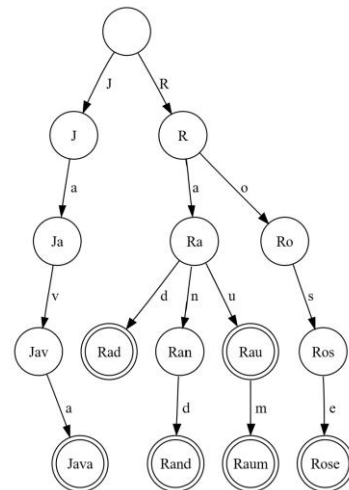 J R
J R
a a o
Ja Ra Ro
v d n u s
Jav Rad Ran Rau Ros
a d m e
Java Rand Raum Rose